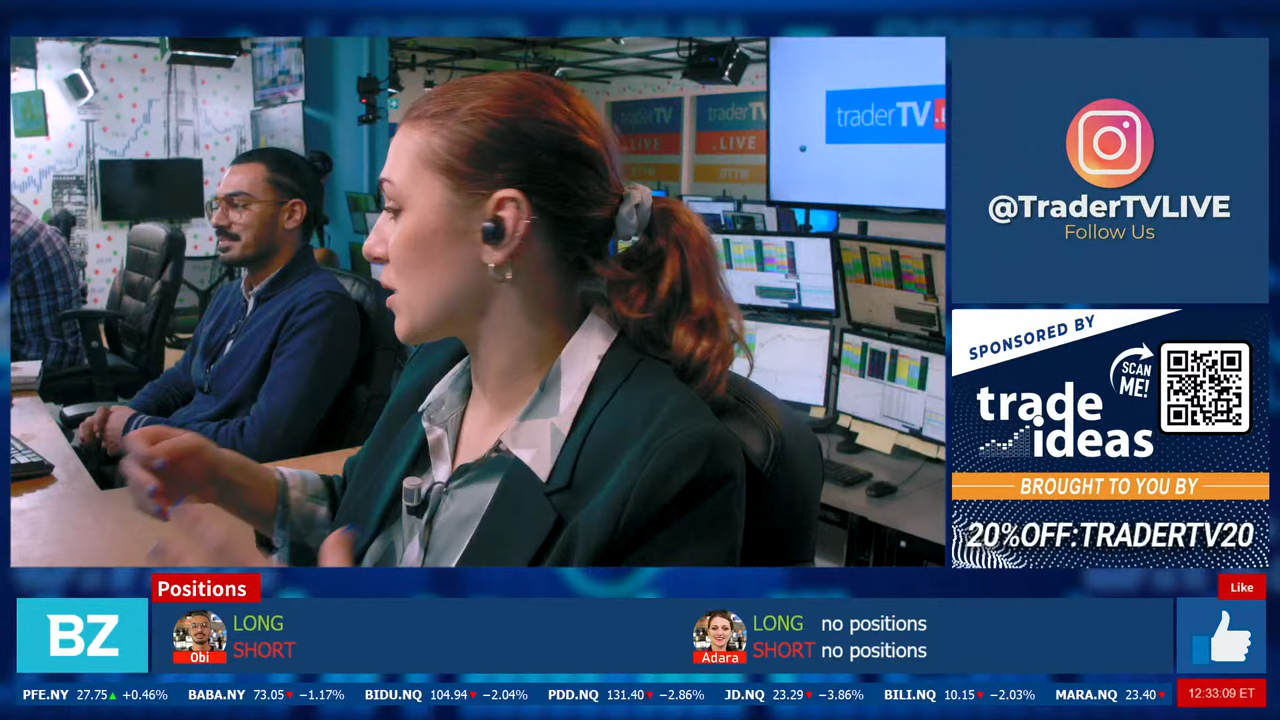 traderTV
.LIVE
.LIVE
traderTV.
@TraderTVLIVE
Follow Us
SPONSORED BY
SCAN
ME!
trade
ideas
BROUGHT TO YOU BY
20%OFF:TRADERTV20
Positions
Like
BZ
LONG
SHORT
Obi
LONG no positions
SHORT no positions
Adara
PFE.NY 27.75▲ +0.46% BABA.NY 73.05▼ −1.17% BIDU.NQ 104.94▼ −2.04% PDD.NQ 131.40▼ −2.86% JD.NQ 23.29▼ −3.86% BILI.NQ 10.15▼ −2.03% MARA.NQ 23.40▼
12:33:09 ET